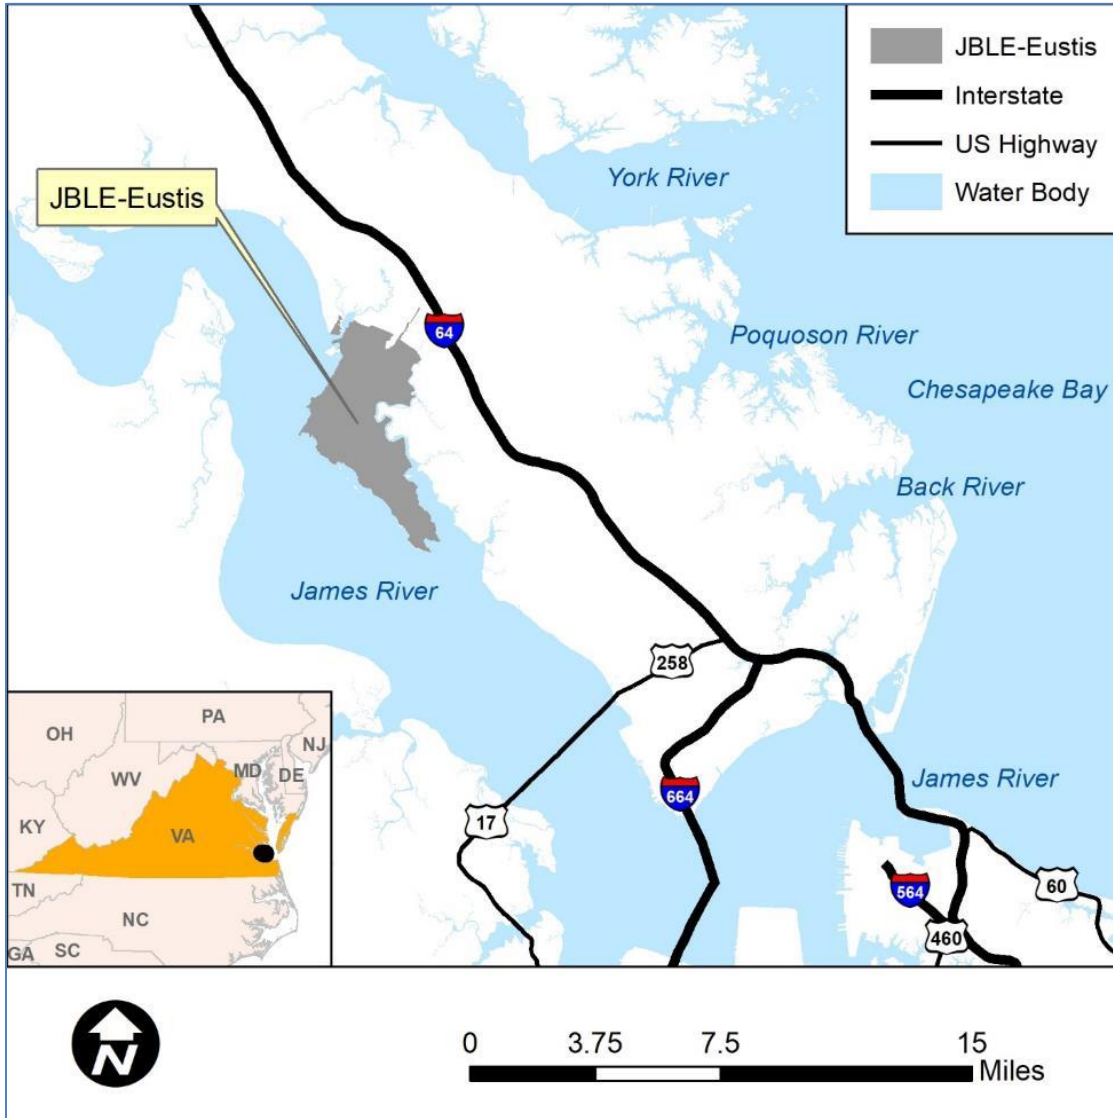 JBLE-Eustis
Interstate
US Highway
Water Body
York River
JBLE-Eustis
64
Poquoson River
Chesapeake Bay
Back River
James River
258
664
17
James River
564
60
460
PA
OH
NJ
MD
DE
WV
KY
VA
TN
NC
GA
SC
N
0
3.75
7.5
15
Miles